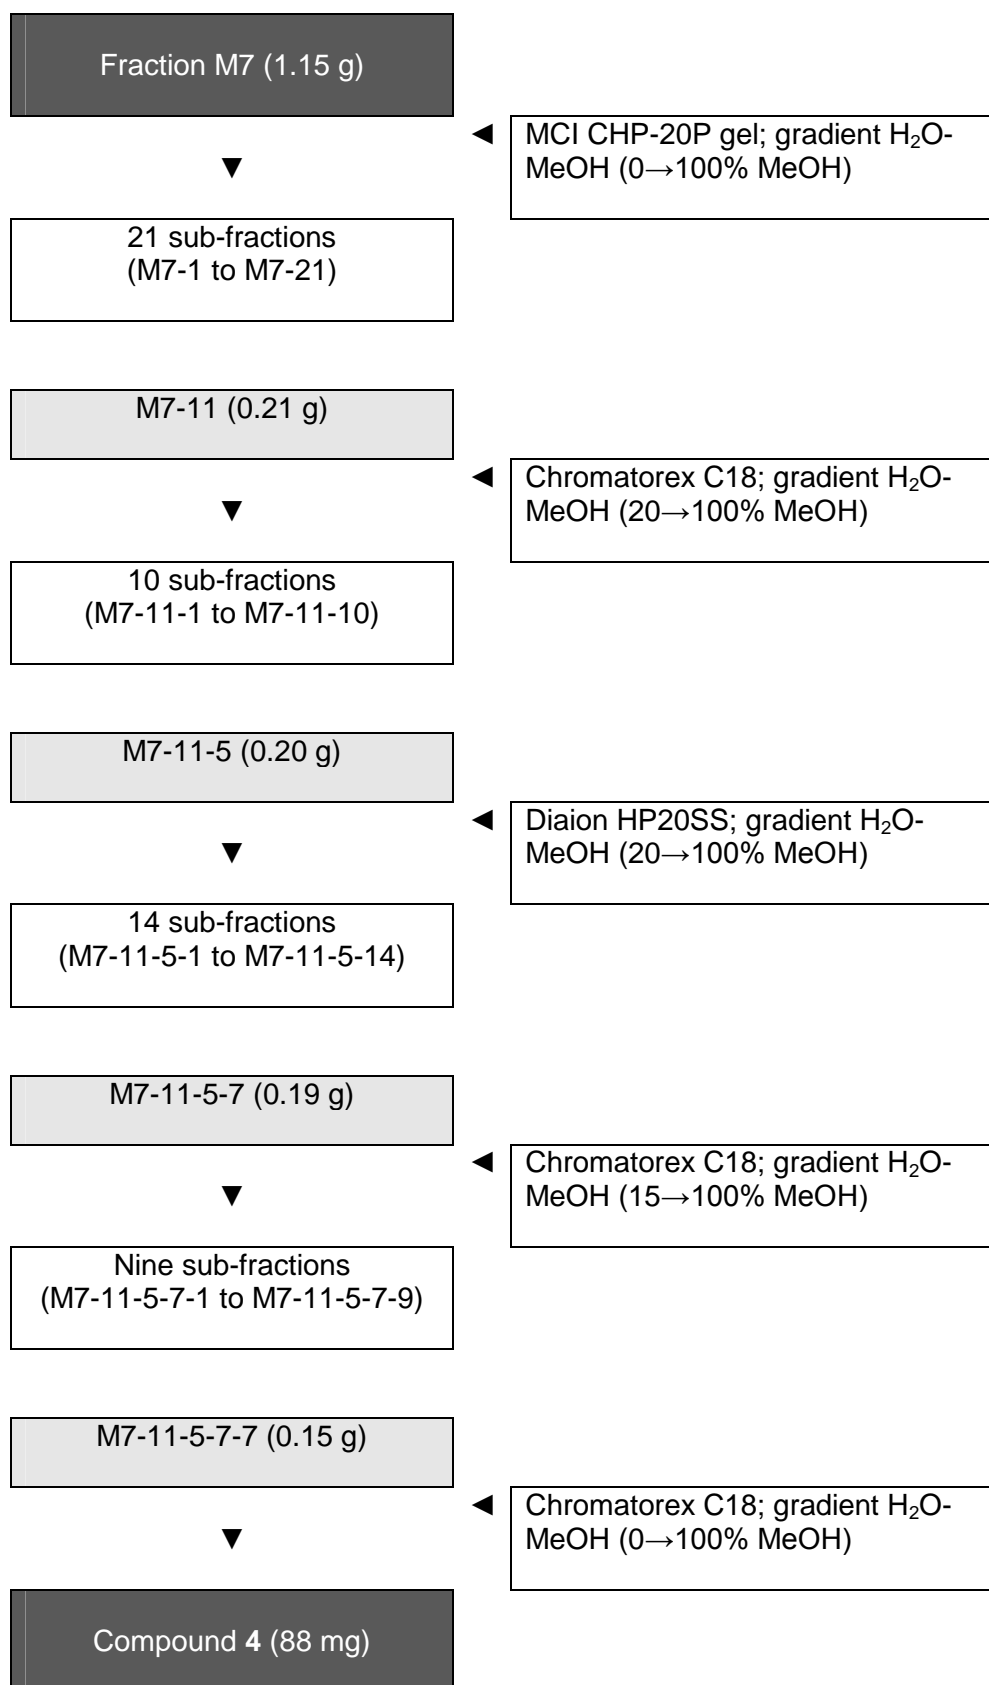 Fraction M7 (1.15 g)
◄
MCI CHP-20P gel; gradient H₂O-
MeOH (0→100% MeOH)
▼
21 sub-fractions
(M7-1 to M7-21)
M7-11 (0.21 g)
◄
Chromatorex C18; gradient H₂O-
MeOH (20→100% MeOH)
▼
10 sub-fractions
(M7-11-1 to M7-11-10)
M7-11-5 (0.20 g)
◄
Diaion HP20SS; gradient H₂O-
MeOH (20→100% MeOH)
▼
14 sub-fractions
(M7-11-5-1 to M7-11-5-14)
M7-11-5-7 (0.19 g)
◄
Chromatorex C18; gradient H₂O-
MeOH (15→100% MeOH)
▼
Nine sub-fractions
(M7-11-5-7-1 to M7-11-5-7-9)
M7-11-5-7-7 (0.15 g)
◄
Chromatorex C18; gradient H₂O-
MeOH (0→100% MeOH)
▼
Compound 4 (88 mg)